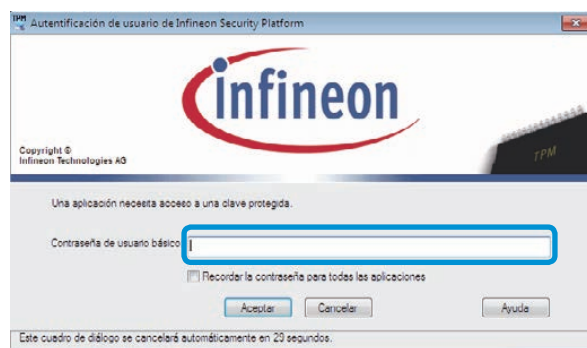 TPM
Autentificación de usuario de Infineon Security Platform
infineon
Copyright ©
Infineon Technologies AG
TPM
Una aplicación necesita acceso a una clave protegida.
Contraseña de usuario básico:
Recordar la contraseña para todas las aplicaciones
Aceptar Cancelar Ayuda
Este cuadro de diálogo se cancelará automáticamente en 29 segundos.